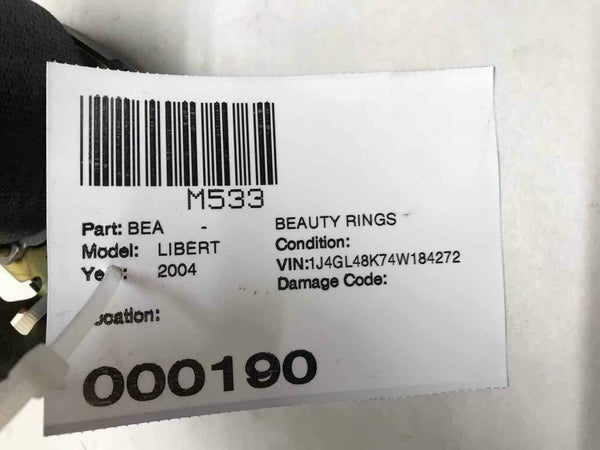 M533
Part: BEA - BEAUTY RINGS
Model: LIBERT Condition:
2004 VIN:1J4GL48K74W184272
Damage Code:
000190